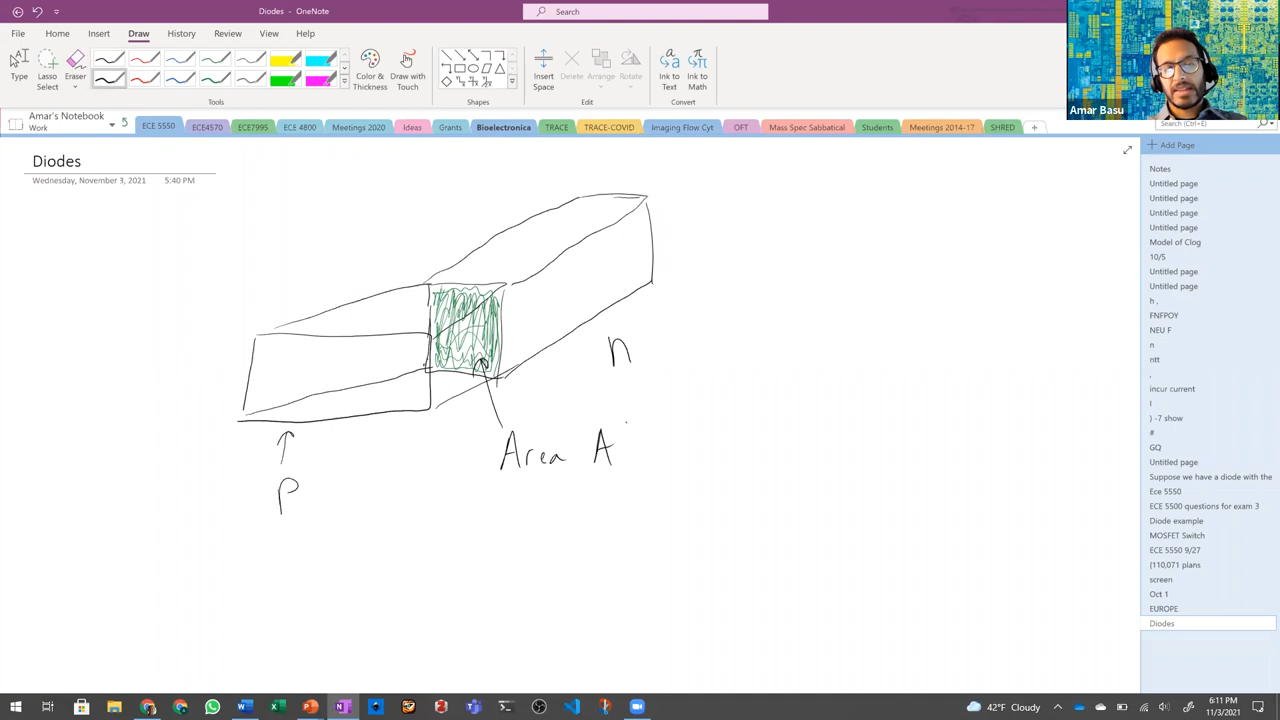 Diodes - OneNote
Search
File Home Insert Draw History Review View Help
Type
Lasso Select
Eraser
Color & Thickness
Draw with Touch
Insert Space
Delete
Arrange
Rotate
Ink to Text
Ink to Math
Tools
Shapes
Edit
Convert
Amar Basu
Amar's Notebook
Work
5
ECE 5550 ECE4570 ECE7995 ECE 4800 Meetings 2020 Ideas Grants Bioelectronica TRACE TRACE-COVID Imaging Flow Cyt OFT Mass Spec Sabbatical Students Meetings 2014-17 SHRED +
Search (Ctrl+E)
Diodes
Wednesday, November 3, 2021 5:40 PM
n
Area A
P
Add Page
Notes
Untitled page
Untitled page
Untitled page
Untitled page
Model of Clog
10/5
Untitled page
Untitled page
h ,
FNFPOY
NEU F
n
ntt
,
incur current
I
) -7 show
#
GQ
Untitled page
Suppose we have a diode with the
Ece 5550
ECE 5500 questions for exam 3
Diode example
MOSFET Switch
ECE 5550 9/27
(110,071 plans
screen
Oct 1
EUROPE
Diodes
42°F Cloudy
6:11 PM
11/3/2021